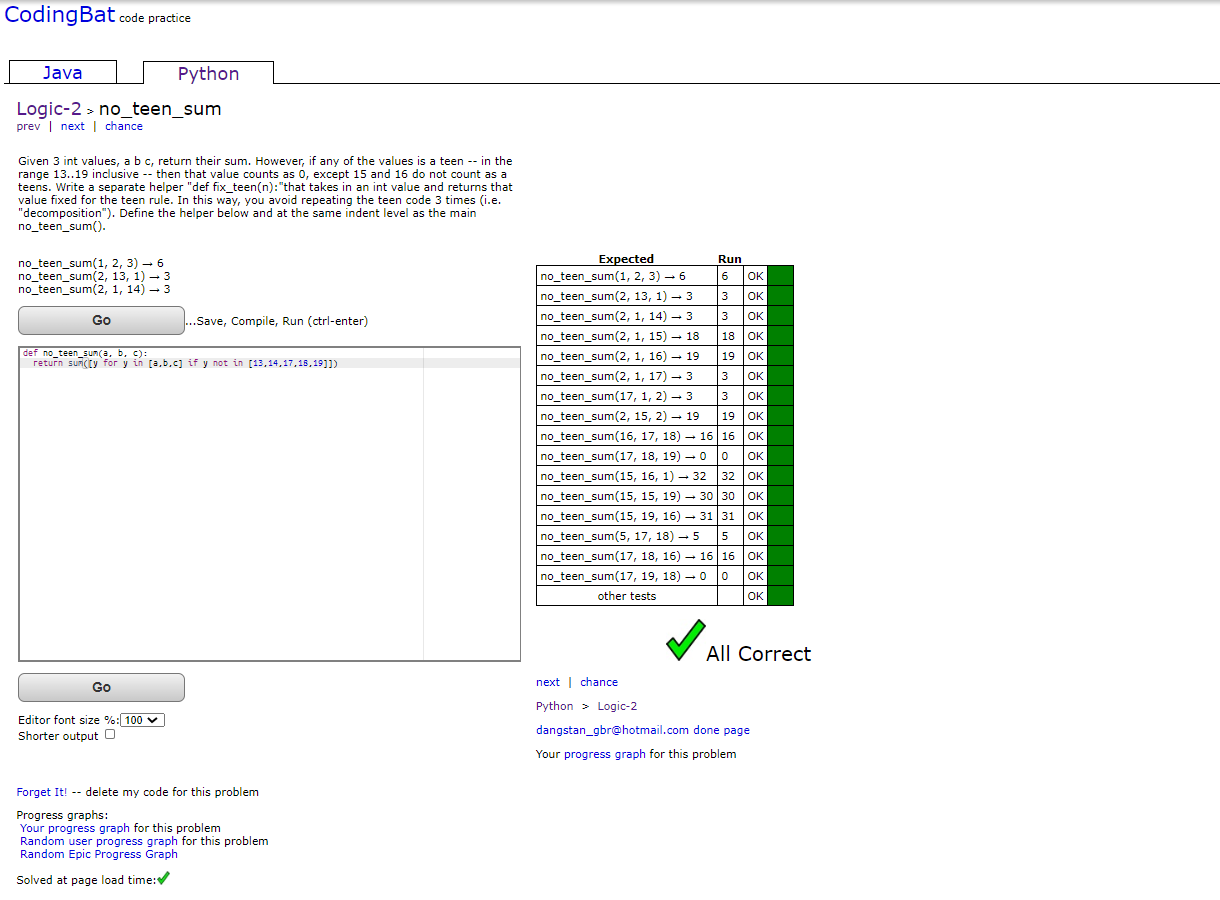 CodingBat code practice
Java
Python
Logic-2 > no_teen_sum
prev | next | chance
Given 3 int values, a b c, return their sum. However, if any of the values is a teen -- in the
range 13..19 inclusive -- then that value counts as 0, except 15 and 16 do not count as a
teens. Write a separate helper "def fix_teen(n):"that takes in an int value and returns that
value fixed for the teen rule. In this way, you avoid repeating the teen code 3 times (i.e.
"decomposition"). Define the helper below and at the same indent level as the main
no_teen_sum().
no_teen_sum(1, 2, 3) → 6
no_teen_sum(2, 13, 1) → 3
no_teen_sum(2, 1, 14) → 3
Go ...Save, Compile, Run (ctrl-enter)
def no_teen_sum(a, b, c):
return sum([y for y in [a,b,c] if y not in [13,14,17,18,19]])
Go
Editor font size %: 100
Shorter output
Expected Run
no_teen_sum(1, 2, 3) → 6 6 OK
no_teen_sum(2, 13, 1) → 3 3 OK
no_teen_sum(2, 1, 14) → 3 3 OK
no_teen_sum(2, 1, 15) → 18 18 OK
no_teen_sum(2, 1, 16) → 19 19 OK
no_teen_sum(2, 1, 17) → 3 3 OK
no_teen_sum(17, 1, 2) → 3 3 OK
no_teen_sum(2, 15, 2) → 19 19 OK
no_teen_sum(16, 17, 18) → 16 16 OK
no_teen_sum(17, 18, 19) → 0 0 OK
no_teen_sum(15, 16, 1) → 32 32 OK
no_teen_sum(15, 15, 19) → 30 30 OK
no_teen_sum(15, 19, 16) → 31 31 OK
no_teen_sum(5, 17, 18) → 5 5 OK
no_teen_sum(17, 18, 16) → 16 16 OK
no_teen_sum(17, 19, 18) → 0 0 OK
other tests OK
All Correct
next | chance
Python > Logic-2
dangstan_gbr@hotmail.com done page
Your progress graph for this problem
Forget It! -- delete my code for this problem
Progress graphs:
Your progress graph for this problem
Random user progress graph for this problem
Random Epic Progress Graph
Solved at page load time: